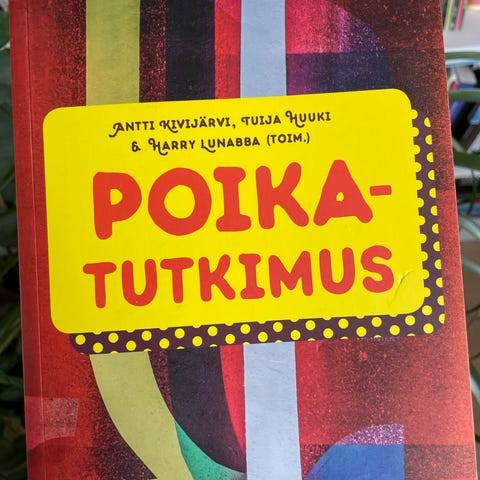 Antti Kivijärvi, Tuija Huuki
& Harry Lunabba (toim.)
POIKA-
TUTKIMUS